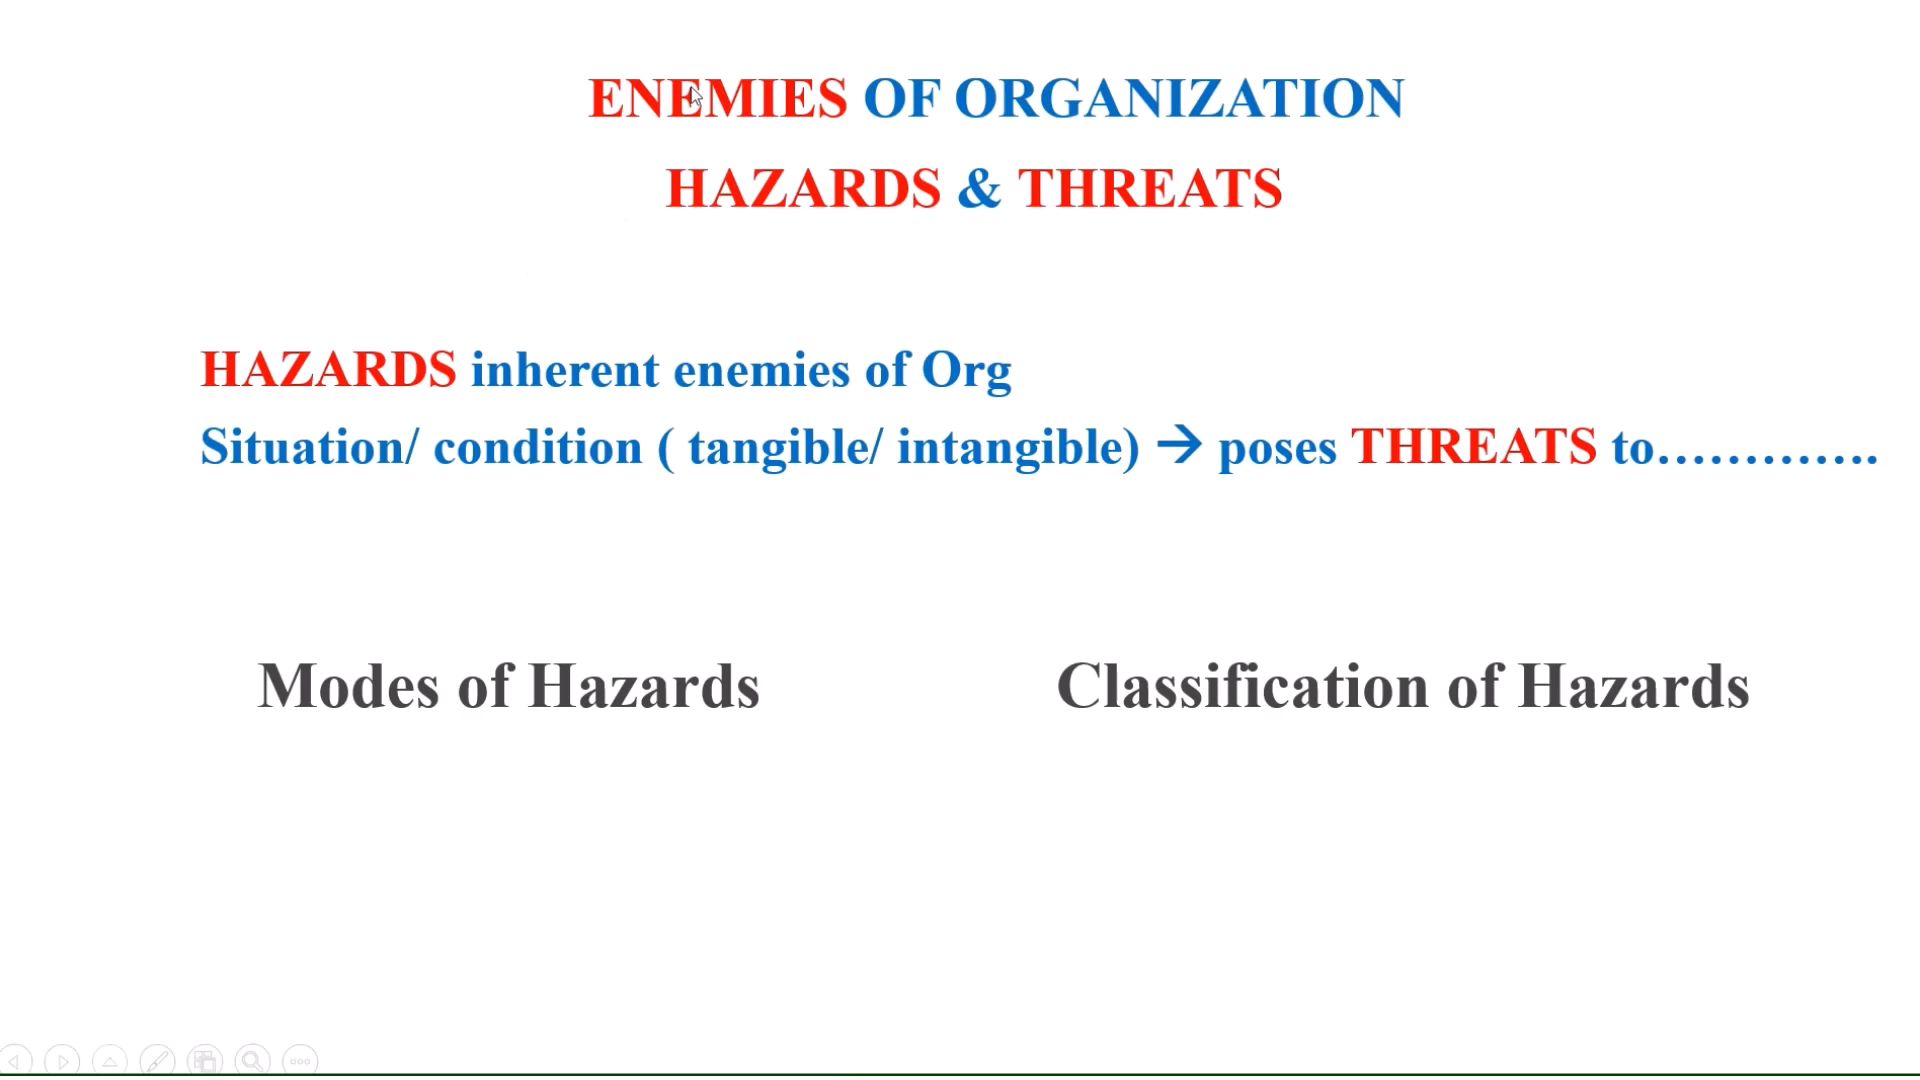 ENEMIES OF ORGANIZATION
HAZARDS & THREATS
HAZARDS inherent enemies of Org
Situation/ condition ( tangible/ intangible) → poses THREATS to.............
Modes of Hazards
Classification of Hazards